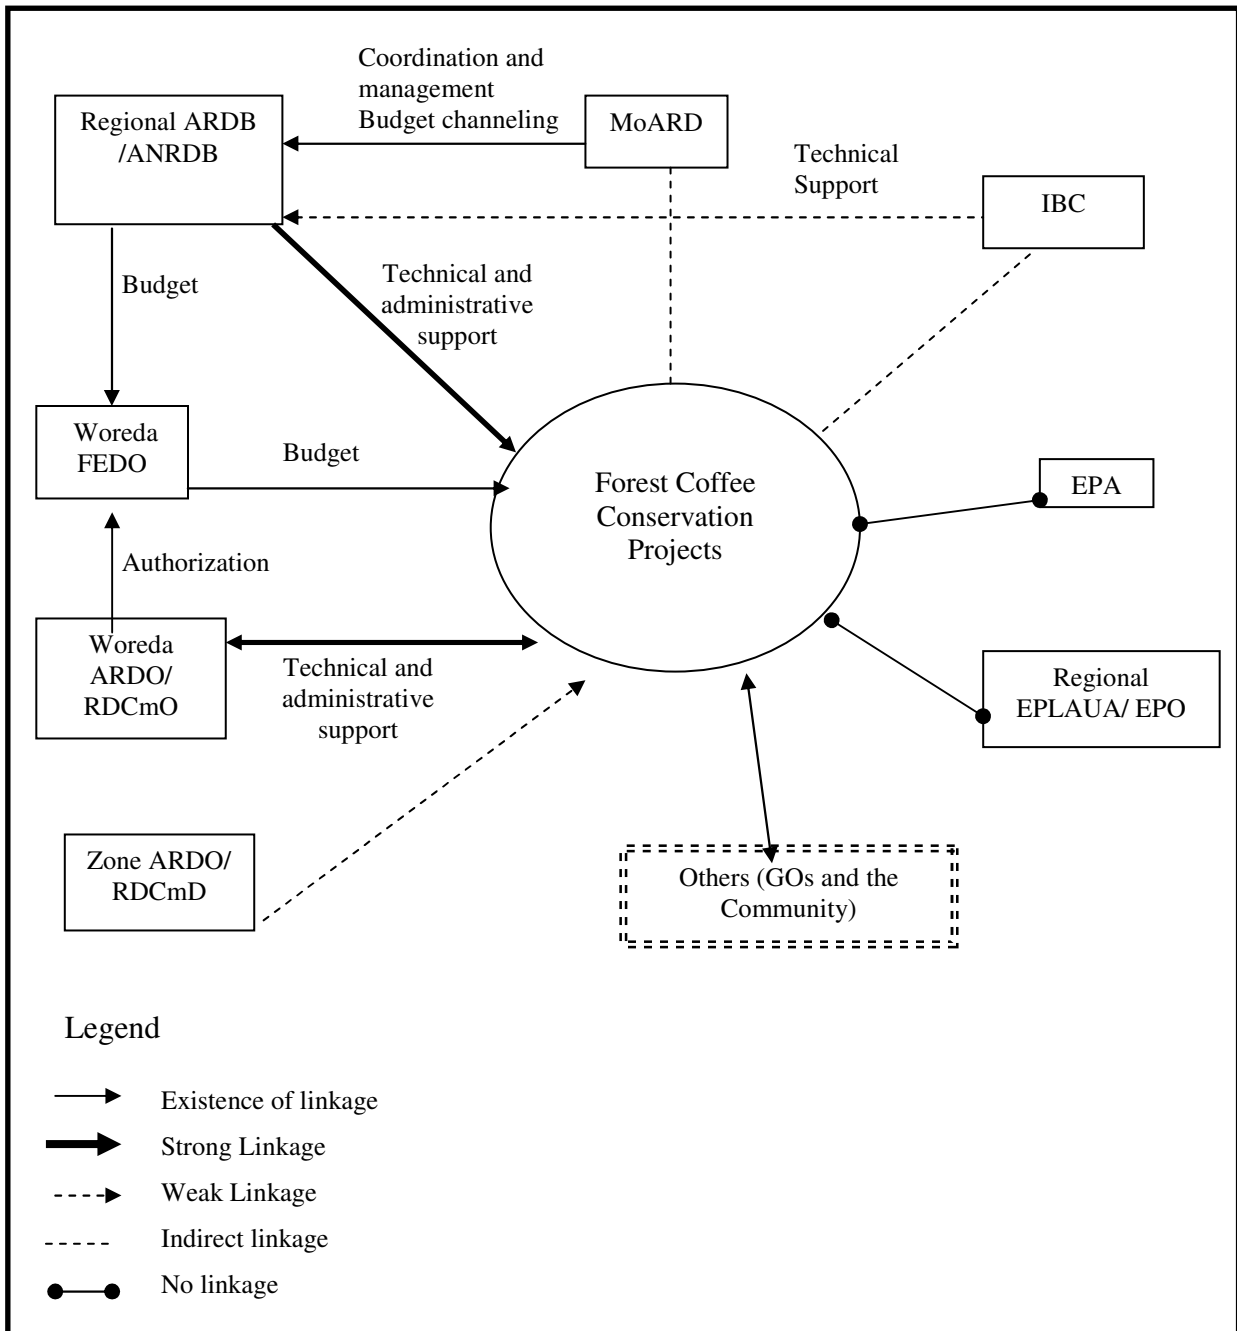 Coordination and
management
Budget channeling
Regional ARDB
/ANRDB
MoARD
Technical
Support
IBC
Budget
Technical and
administrative
support
Woreda
FEDO
Budget
Forest Coffee
Conservation
Projects
EPA
Authorization
Woreda
ARDO/
RDCmO
Technical and
administrative
support
Regional
EPLAUA/ EPO
Zone ARDO/
RDCmD
Others (GOs and the
Community)
Legend
Existence of linkage
Strong Linkage
Weak Linkage
Indirect linkage
No linkage